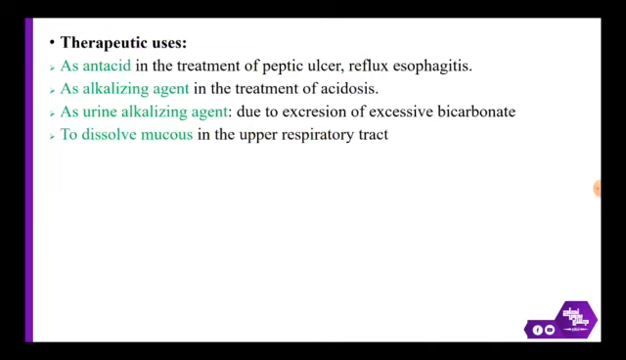 • Therapeutic uses:
➢ As antacid in the treatment of peptic ulcer, reflux esophagitis.
➢ As alkalizing agent in the treatment of acidosis.
➢ As urine alkalizing agent: due to excresion of excessive bicarbonate
➢ To dissolve mucous in the upper respiratory tract